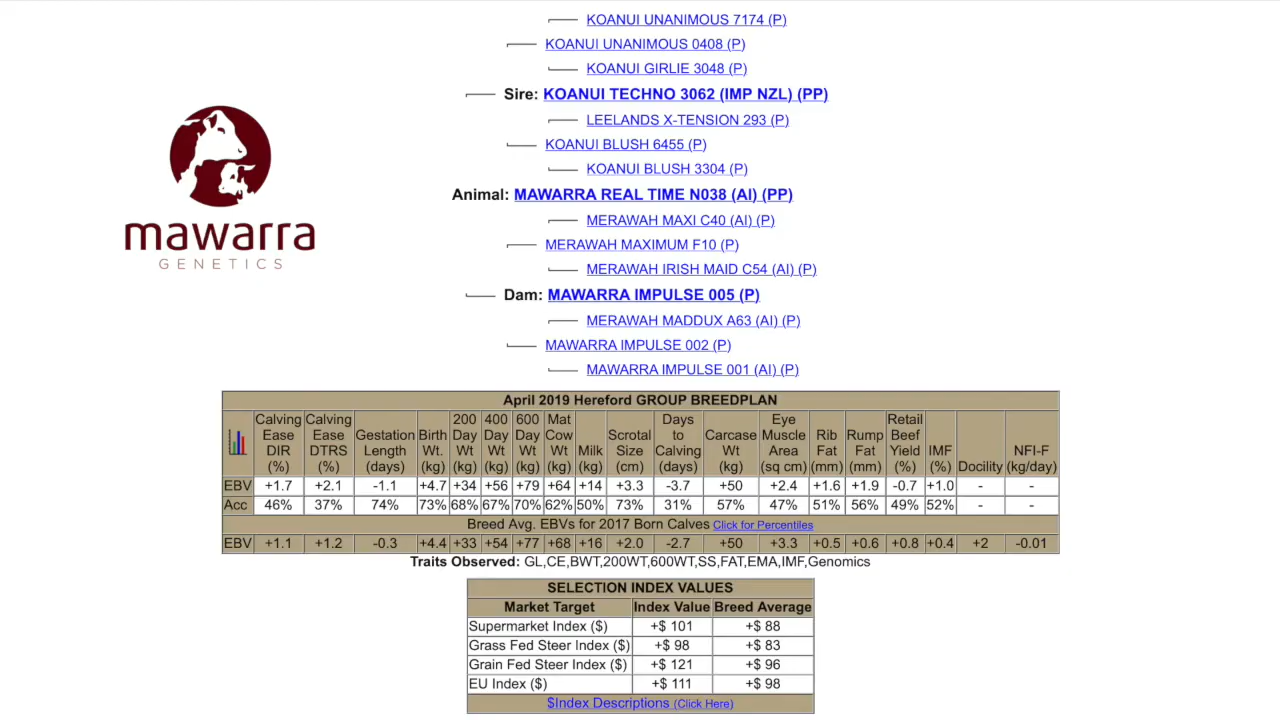 KOANUI UNANIMOUS 7174 (P)
KOANUI UNANIMOUS 0408 (P)
KOANUI GIRLIE 3048 (P)
Sire: KOANUI TECHNO 3062 (IMP NZL) (PP)
LEELANDS X-TENSION 293 (P)
KOANUI BLUSH 6455 (P)
KOANUI BLUSH 3304 (P)
Animal: MAWARRA REAL TIME N038 (AI) (PP)
MERAWAH MAXI C40 (AI) (P)
MERAWAH MAXIMUM F10 (P)
MERAWAH IRISH MAID C54 (AI) (P)
Dam: MAWARRA IMPULSE 005 (P)
MERAWAH MADDUX A63 (AI) (P)
MAWARRA IMPULSE 002 (P)
MAWARRA IMPULSE 001 (AI) (P)
mawarra
GENETICS
April 2019 Hereford GROUP BREEDPLAN
Calving Ease DIR (%) Calving Ease DTRS (%) Gestation Length (days) Birth Wt. (kg) 200 Day Wt (kg) 400 Day Wt (kg) 600 Day Wt (kg) Mat Cow Wt (kg) Milk (kg) Scrotal Size (cm) Days to Calving (days) Carcase Wt (kg) Eye Muscle Area (sq cm) Rib Fat (mm) Rump Fat (mm) Retail Beef Yield (%) IMF (%) Docility NFI-F (kg/day)
EBV +1.7 +2.1 -1.1 +4.7 +34 +56 +79 +64 +14 +3.3 -3.7 +50 +2.4 +1.6 +1.9 -0.7 +1.0 - -
Acc 46% 37% 74% 73% 68% 67% 70% 62% 50% 73% 31% 57% 47% 51% 56% 49% 52% - -
Breed Avg. EBVs for 2017 Born Calves Click for Percentiles
EBV +1.1 +1.2 -0.3 +4.4 +33 +54 +77 +68 +16 +2.0 -2.7 +50 +3.3 +0.5 +0.6 +0.8 +0.4 +2 -0.01
Traits Observed: GL,CE,BWT,200WT,600WT,SS,FAT,EMA,IMF,Genomics
SELECTION INDEX VALUES
Market Target Index Value Breed Average
Supermarket Index ($) +$ 101 +$ 88
Grass Fed Steer Index ($) +$ 98 +$ 83
Grain Fed Steer Index ($) +$ 121 +$ 96
EU Index ($) +$ 111 +$ 98
$Index Descriptions (Click Here)